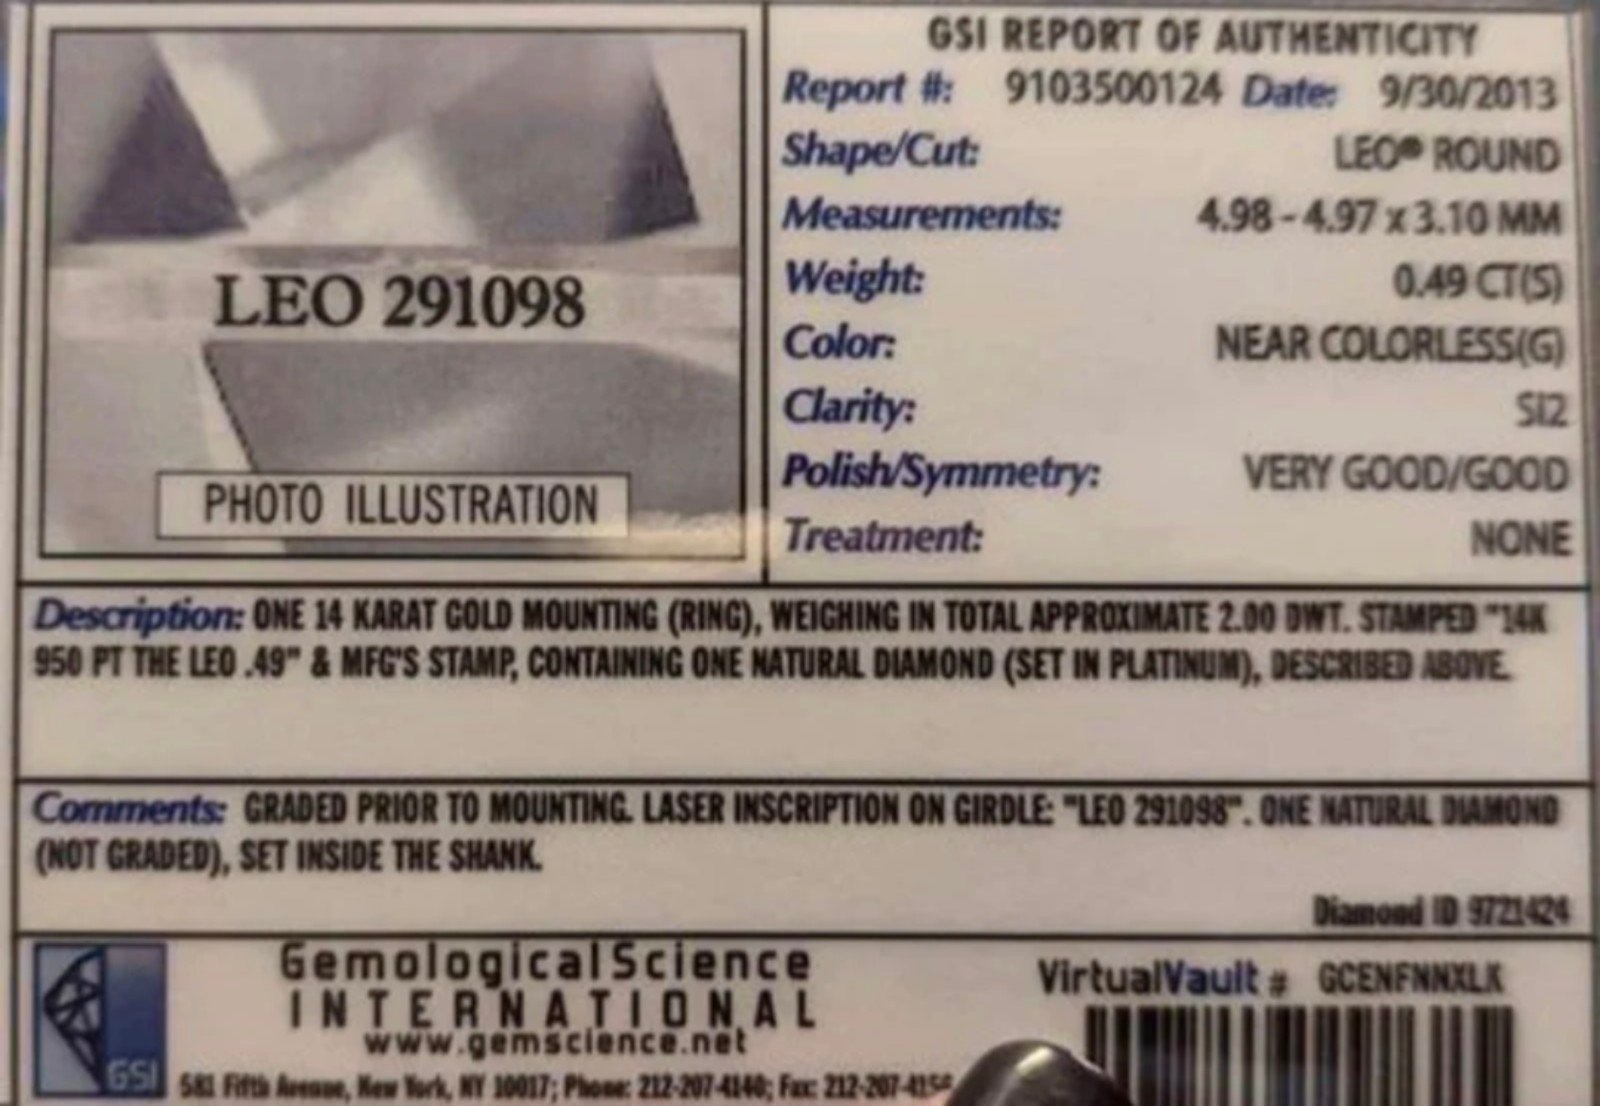 GSI REPORT OF AUTHENTICITY
Report #: 9103500124 Date: 9/30/2013
Shape/Cut: LEO® ROUND
Measurements: 4.98 - 4.97 x 3.10 MM
Weight: 0.49 CT(S)
Color: NEAR COLORLESS(G)
Clarity: SI2
Polish/Symmetry: VERY GOOD/GOOD
Treatment: NONE
LEO 291098
PHOTO ILLUSTRATION
Description: ONE 14 KARAT GOLD MOUNTING (RING), WEIGHING IN TOTAL APPROXIMATE 2.00 DWT. STAMPED "14K
950 PT THE LEO .49" & MFG'S STAMP, CONTAINING ONE NATURAL DIAMOND (SET IN PLATINUM), DESCRIBED ABOVE.
Comments: GRADED PRIOR TO MOUNTING. LASER INSCRIPTION ON GIRDLE: "LEO 291098". ONE NATURAL DIAMOND
(NOT GRADED), SET INSIDE THE SHANK.
Diamond ID 9721424
GSI
GemologicalScience
INTERNATIONAL
www.gemscience.net
581 Fifth Avenue, New York, NY 10017; Phone: 212-207-4140; Fax:
VirtualVault # GCENFNNXLK